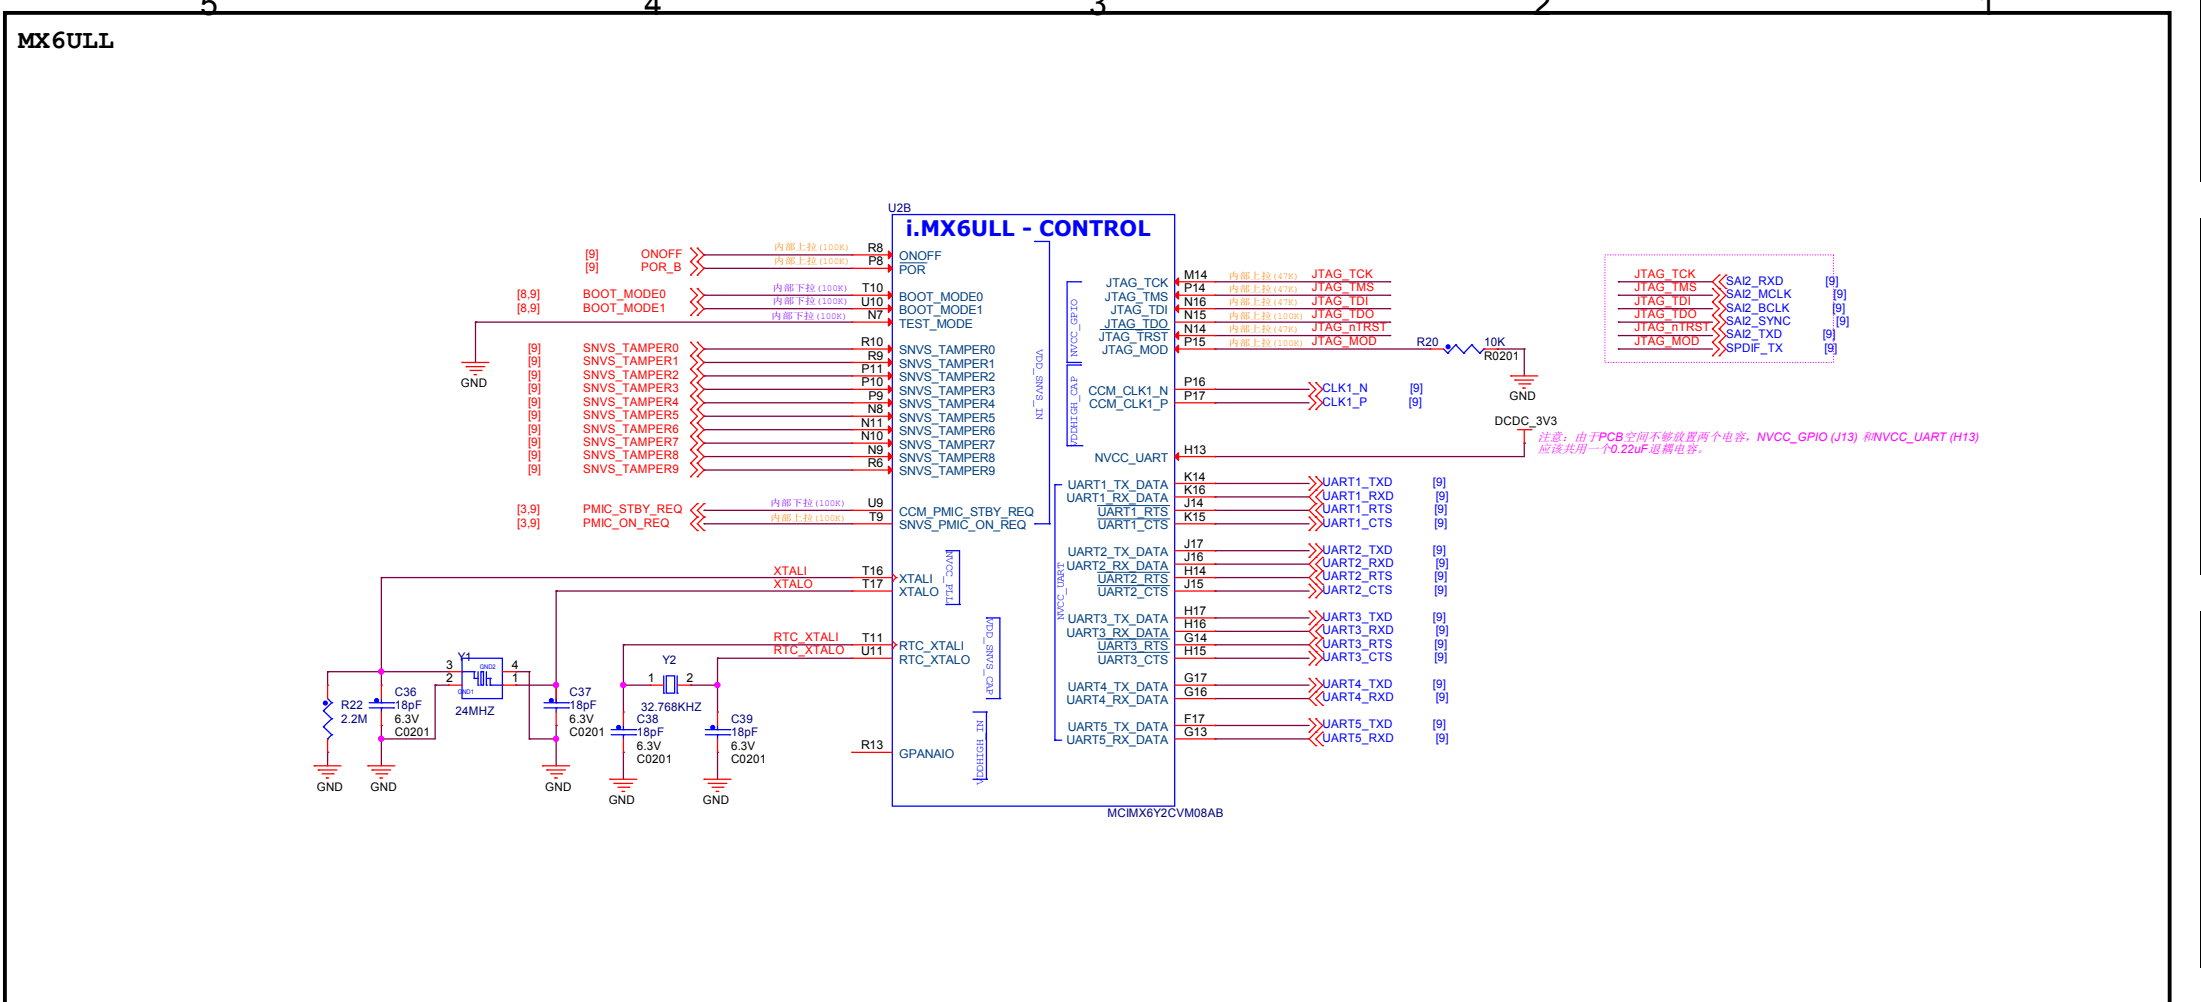 5 4 3 2 1
MX6ULL
U2B
i.MX6ULL - CONTROL
[9] ONOFF 内部上拉(100K) R8 ONOFF
[9] POR_B 内部上拉(100K) P8 POR
[8,9] BOOT_MODE0 内部下拉(100K) T10 BOOT_MODE0
[8,9] BOOT_MODE1 内部下拉(100K) U10 BOOT_MODE1
内部下拉(100K) N7 TEST_MODE
GND
[9] SNVS_TAMPER0 R10 SNVS_TAMPER0
[9] SNVS_TAMPER1 R9 SNVS_TAMPER1
[9] SNVS_TAMPER2 P11 SNVS_TAMPER2
[9] SNVS_TAMPER3 P10 SNVS_TAMPER3
[9] SNVS_TAMPER4 P9 SNVS_TAMPER4
[9] SNVS_TAMPER5 N8 SNVS_TAMPER5
[9] SNVS_TAMPER6 N11 SNVS_TAMPER6
[9] SNVS_TAMPER7 N10 SNVS_TAMPER7
[9] SNVS_TAMPER8 N9 SNVS_TAMPER8
[9] SNVS_TAMPER9 R6 SNVS_TAMPER9
[3,9] PMIC_STBY_REQ 内部下拉(100K) U9 CCM_PMIC_STBY_REQ
[3,9] PMIC_ON_REQ 内部上拉(100K) T9 SNVS_PMIC_ON_REQ
VDD_SNVS_IN
XTALI T16 XTALI
XTALO T17 XTALO
NVCC_PLL
RTC_XTALI T11 RTC_XTALI
RTC_XTALO U11 RTC_XTALO
VDD_SNVS_CAP
R13 GPANAIO
VDDHIGH_IN
Y1
3 GND2 4
2 GND1 1
24MHZ
R22
2.2M
GND
C36
18pF
6.3V
C0201
GND
C37
18pF
6.3V
C0201
GND
Y2
1 2
32.768KHZ
C38
18pF
6.3V
C0201
GND
C39
18pF
6.3V
C0201
GND
JTAG_TCK M14 内部上拉(47K) JTAG_TCK
JTAG_TMS P14 内部上拉(47K) JTAG_TMS
JTAG_TDI N16 内部上拉(47K) JTAG_TDI
JTAG_TDO N15 内部上拉(100K) JTAG_TDO
JTAG_TRST N14 内部上拉(47K) JTAG_nTRST
JTAG_MOD P15 内部上拉(100K) JTAG_MOD R20 10K
R0201
GND
NVCC_GPIO
CCM_CLK1_N P16 CLK1_N [9]
CCM_CLK1_P P17 CLK1_P [9]
VDDHIGH_CAP
DCDC_3V3
NVCC_UART H13
注意：由于PCB空间不够放置两个电容，NVCC_GPIO (J13) 和NVCC_UART (H13)
应该共用一个0.22uF退耦电容。
UART1_TX_DATA K14 UART1_TXD [9]
UART1_RX_DATA K16 UART1_RXD [9]
UART1_RTS J14 UART1_RTS [9]
UART1_CTS K15 UART1_CTS [9]
UART2_TX_DATA J17 UART2_TXD [9]
UART2_RX_DATA J16 UART2_RXD [9]
UART2_RTS H14 UART2_RTS [9]
UART2_CTS J15 UART2_CTS [9]
NVCC_UART
UART3_TX_DATA H17 UART3_TXD [9]
UART3_RX_DATA H16 UART3_RXD [9]
UART3_RTS G14 UART3_RTS [9]
UART3_CTS H15 UART3_CTS [9]
UART4_TX_DATA G17 UART4_TXD [9]
UART4_RX_DATA G16 UART4_RXD [9]
UART5_TX_DATA F17 UART5_TXD [9]
UART5_RX_DATA G13 UART5_RXD [9]
MCIMX6Y2CVM08AB
JTAG_TCK SAI2_RXD [9]
JTAG_TMS SAI2_MCLK [9]
JTAG_TDI SAI2_BCLK [9]
JTAG_TDO SAI2_SYNC [9]
JTAG_nTRST SAI2_TXD [9]
JTAG_MOD SPDIF_TX [9]